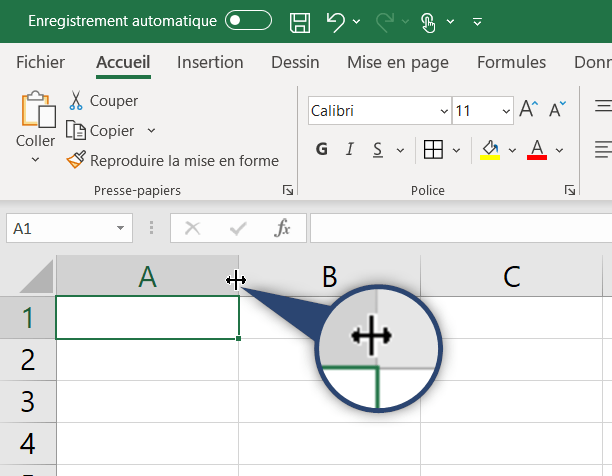 Enregistrement automatique
Fichier Accueil Insertion Dessin Mise en page Formules Donn
Coller
Couper
Copier
Reproduire la mise en forme
Presse-papiers
Calibri 11 A A
G I S A
Police
A1 fx
A B C
1
2
3
4